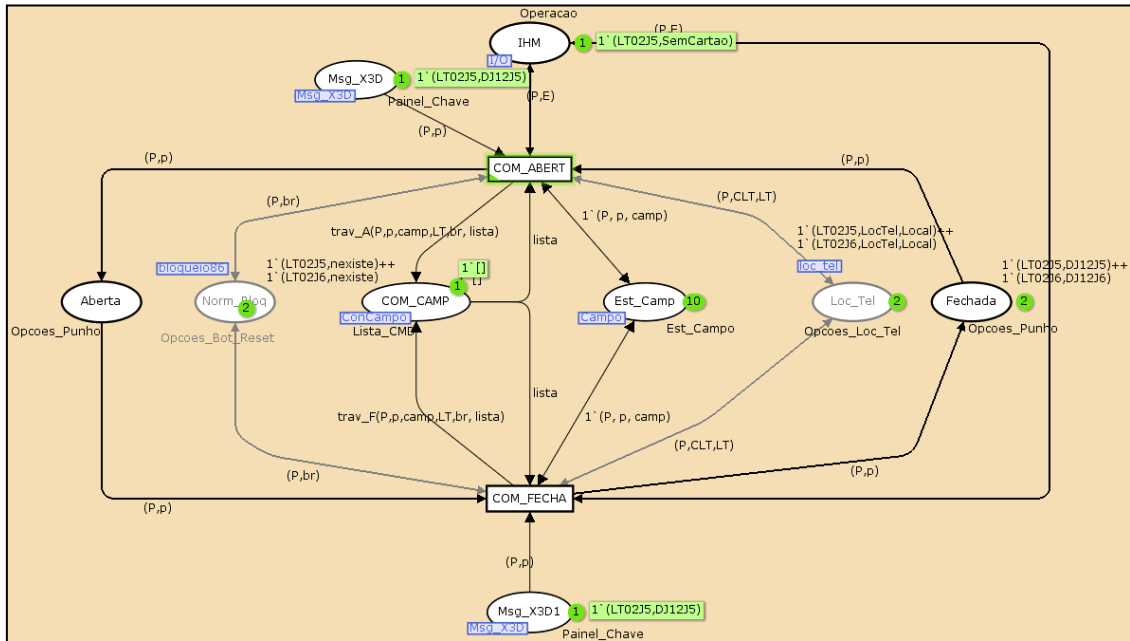 Operacao
(P,E)
IHM
1
1`(LT02J5,SemCartao)
I/O
Msg_X3D
1
1`(LT02J5,DJ12J5)
Msg_X3D
Painel_Chave
(P,E)
(P,p)
(P,p)
COM_ABERT
(P,p)
(P,br)
(P,CLT,LT)
1`(P, p, camp)
trav_A(P,p,camp,LT,br, lista)
lista
1`(LT02J5,LocTel,Local)++
1`(LT02J6,LocTel,Local)
1`(LT02J5,nexiste)++
1`(LT02J6,nexiste)
bloqueio86
1`[]
loc_tel
1`(LT02J5,DJ12J5)++
1`(LT02J6,DJ12J6)
Aberta
Norm_Bloq
2
COM_CAMP
1
Est_Camp
10
Loc_Tel
2
Fechada
2
ConCampo
Campo
Opcoes_Punho
Opcoes_Bot_Reset
Lista_CMD
Est_Campo
Opcoes_Loc_Tel
Opcoes_Punho
lista
trav_F(P,p,camp,LT,br, lista)
1`(P, p, camp)
(P,CLT,LT)
(P,br)
(P,p)
COM_FECHA
(P,p)
(P,p)
Msg_X3D1
1
1`(LT02J5,DJ12J5)
Msg_X3D
Painel_Chave